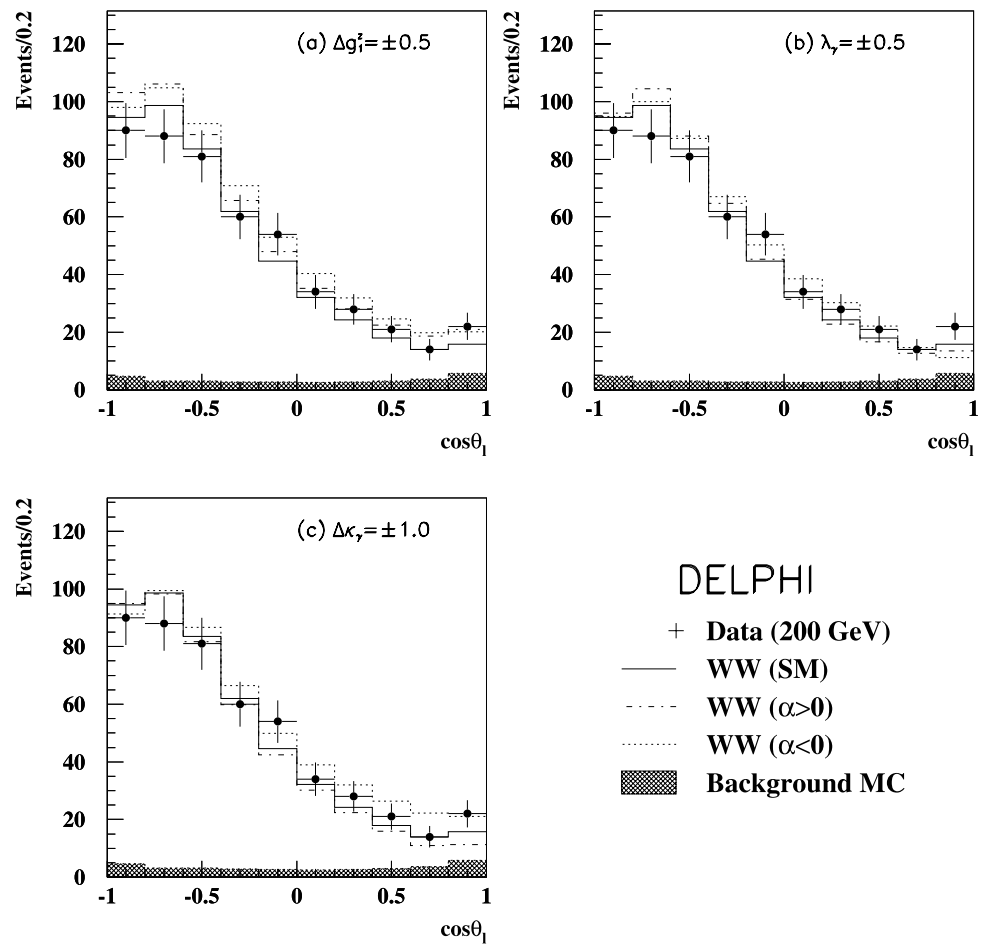 Events/0.2
120
100
80
60
40
20
0
(a) Δg₁ᶻ=±0.5
-1
-0.5
0
0.5
1
cosθₗ
Events/0.2
120
100
80
60
40
20
0
(b) λᵧ=±0.5
-1
-0.5
0
0.5
1
cosθₗ
Events/0.2
120
100
80
60
40
20
0
(c) Δκᵧ=±1.0
-1
-0.5
0
0.5
1
cosθₗ
DELPHI
Data (200 GeV)
WW (SM)
WW (α>0)
WW (α<0)
Background MC